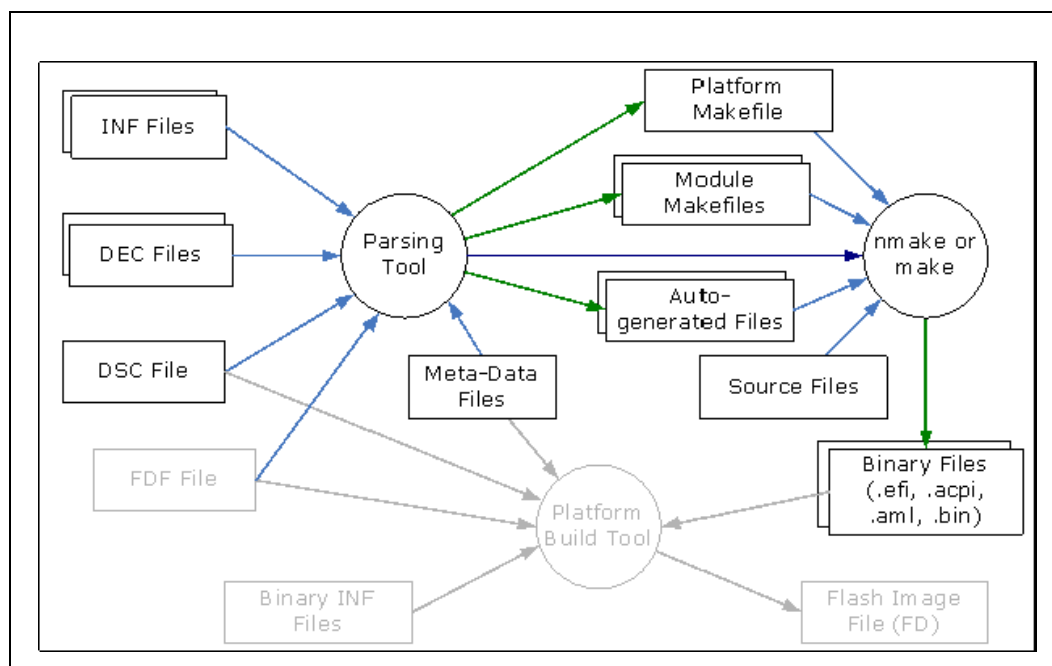 Platform
Makefile
INF Files
Module
Makefiles
DEC Files
Parsing
Tool
nmake or
make
Auto-
generated Files
DSC File
Meta-Data
Files
Source Files
FDF File
Binary Files
(.efi, .acpi,
.aml, .bin)
Platform
Build Tool
Binary INF
Files
Flash Image
File (FD)